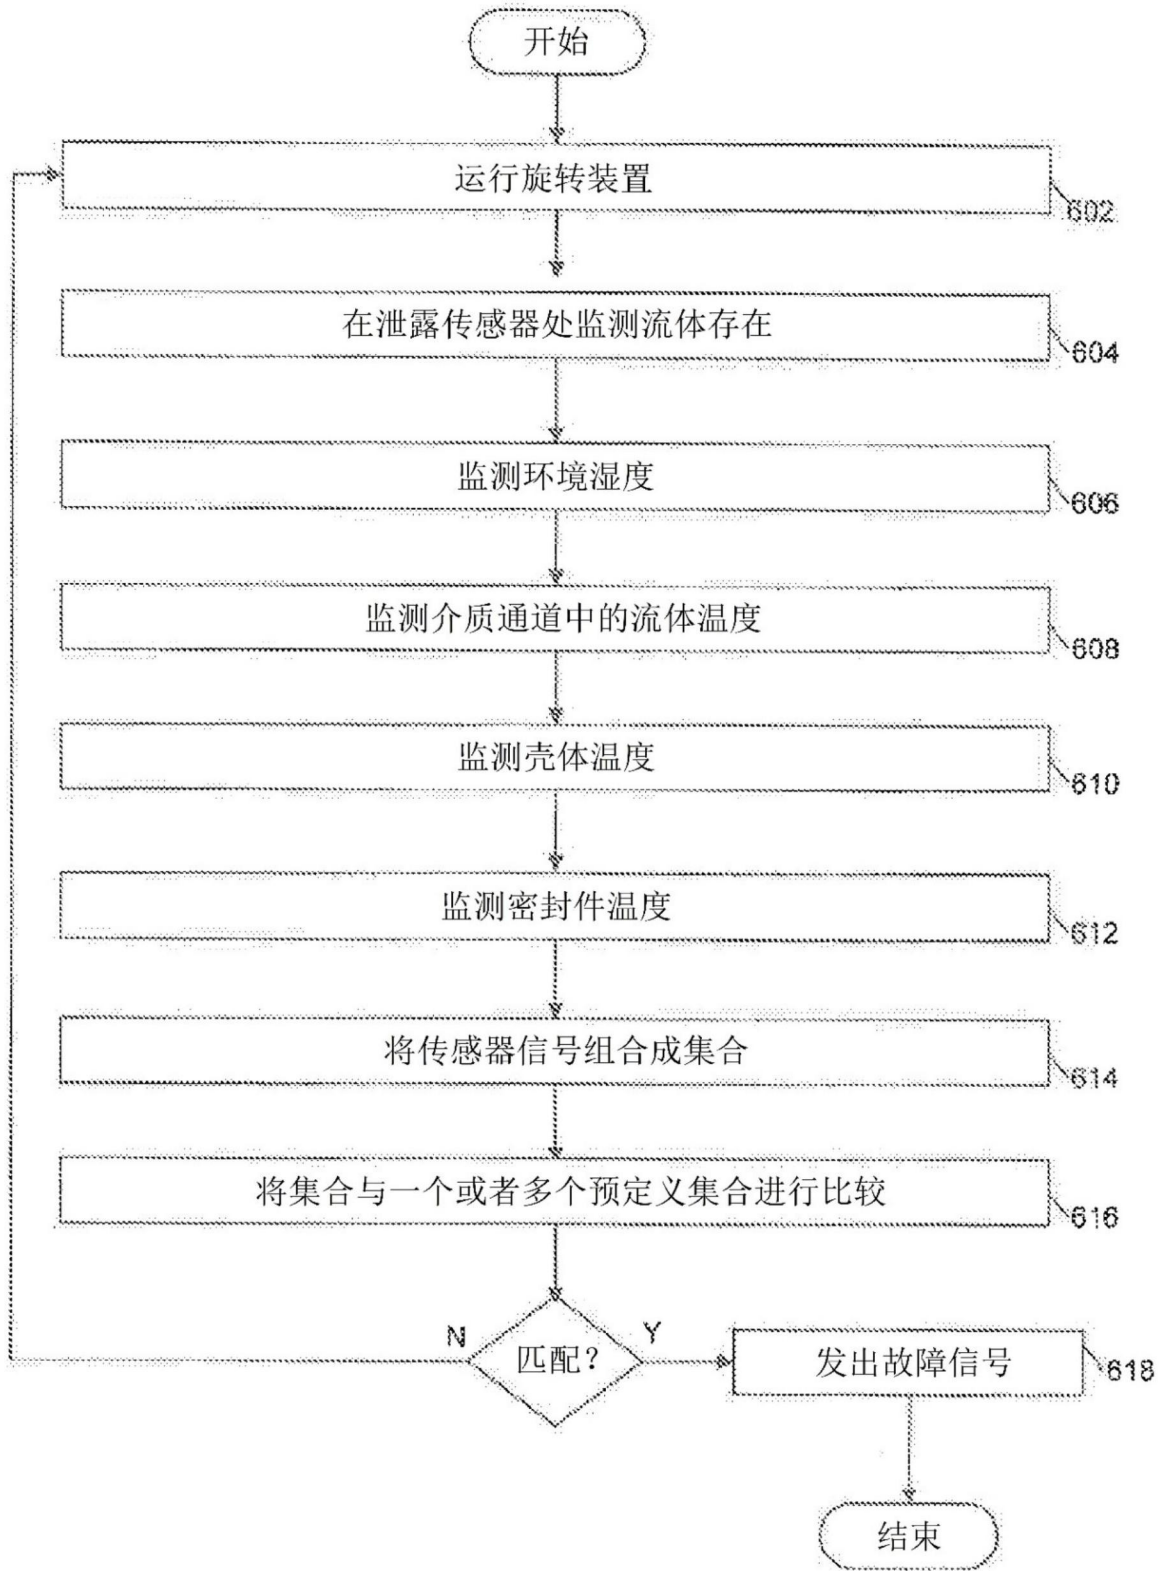 开始
运行旋转装置
602
在泄露传感器处监测流体存在
604
监测环境湿度
606
监测介质通道中的流体温度
608
监测壳体温度
610
监测密封件温度
612
将传感器信号组合成集合
614
将集合与一个或者多个预定义集合进行比较
616
N
匹配？
Y
发出故障信号
618
结束